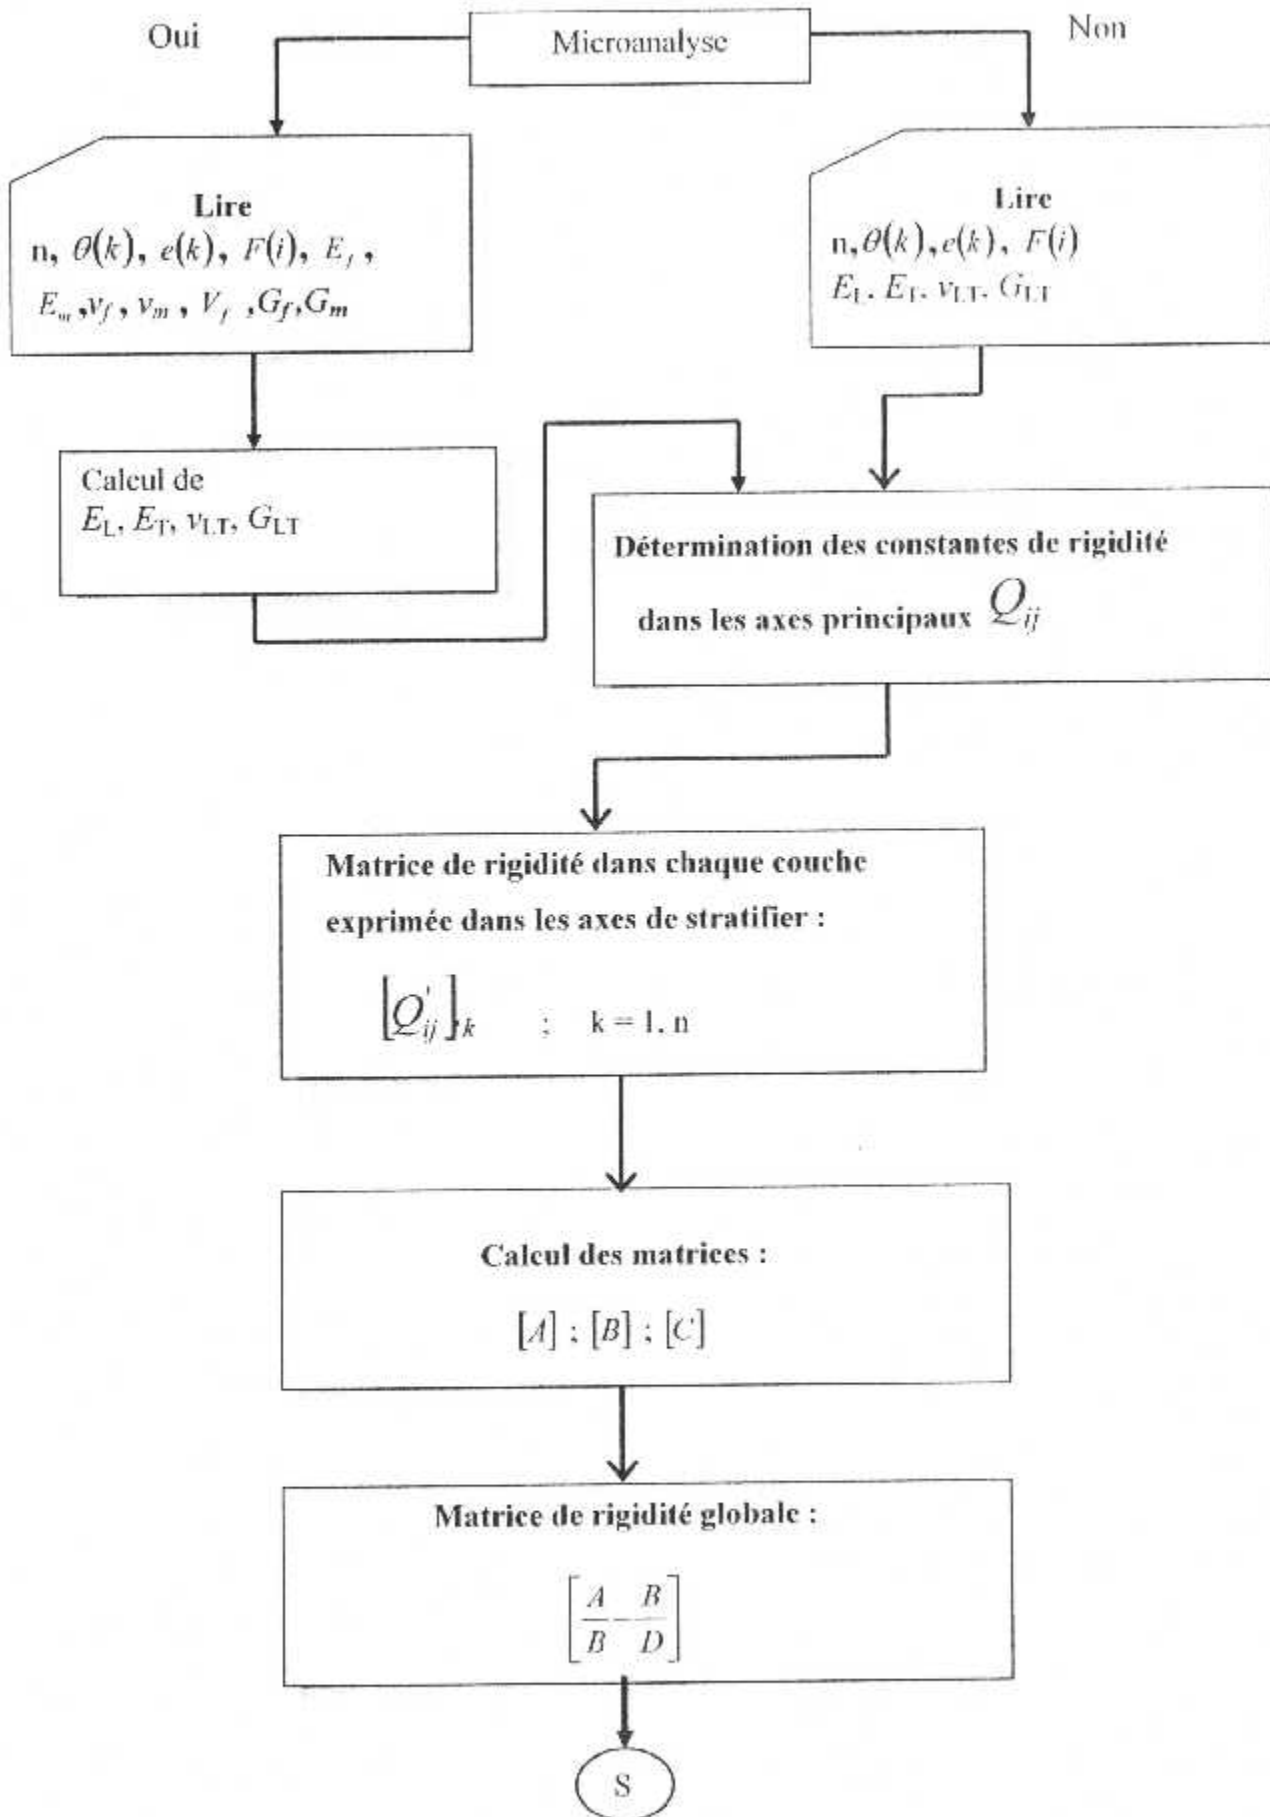 Oui
Microanalyse
Non
Lire
n, θ(k), e(k), F(i), E_f,
E_m, ν_f, ν_m, V_f, G_f, G_m
Lire
n, θ(k), e(k), F(i)
E_L, E_T, ν_LT, G_LT
Calcul de
E_L, E_T, ν_LT, G_LT
Détermination des constantes de rigidité
dans les axes principaux Q_ij
Matrice de rigidité dans chaque couche
exprimée dans les axes de stratifier :
[Q'_ij]_k ; k = 1, n
Calcul des matrices :
[A] ; [B] ; [C]
Matrice de rigidité globale :
A B
B D
S